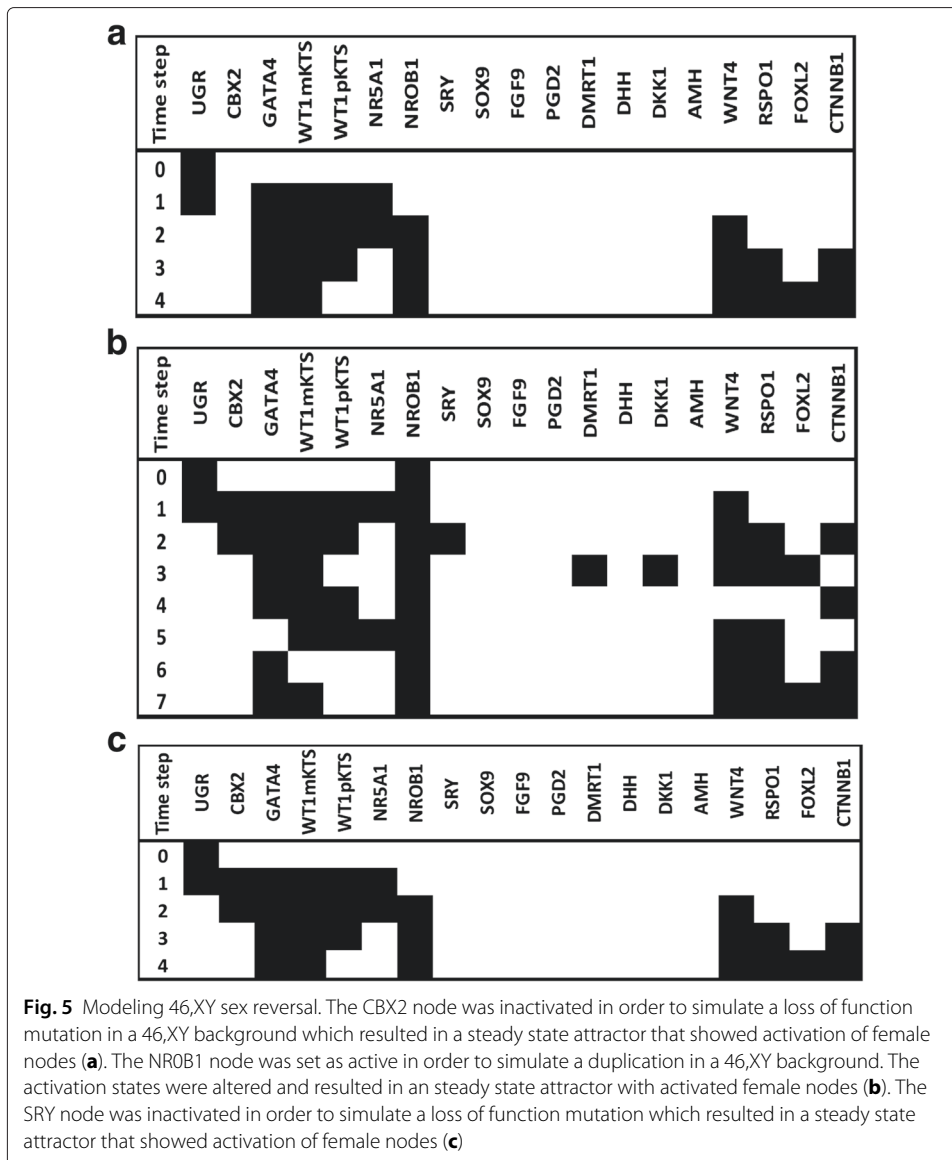 a
Time step UGR CBX2 GATA4 WT1mKTS WT1pKTS NR5A1 NROB1 SRY SOX9 FGF9 PGD2 DMRT1 DHH DKK1 AMH WNT4 RSPO1 FOXL2 CTNNB1
0
1
2
3
4
b
Time step UGR CBX2 GATA4 WT1mKTS WT1pKTS NR5A1 NROB1 SRY SOX9 FGF9 PGD2 DMRT1 DHH DKK1 AMH WNT4 RSPO1 FOXL2 CTNNB1
0
1
2
3
4
5
6
7
c
Time step UGR CBX2 GATA4 WT1mKTS WT1pKTS NR5A1 NROB1 SRY SOX9 FGF9 PGD2 DMRT1 DHH DKK1 AMH WNT4 RSPO1 FOXL2 CTNNB1
0
1
2
3
4
Fig. 5 Modeling 46,XY sex reversal. The CBX2 node was inactivated in order to simulate a loss of function
mutation in a 46,XY background which resulted in a steady state attractor that showed activation of female
nodes (a). The NR0B1 node was set as active in order to simulate a duplication in a 46,XY background. The
activation states were altered and resulted in an steady state attractor with activated female nodes (b). The
SRY node was inactivated in order to simulate a loss of function mutation which resulted in a steady state
attractor that showed activation of female nodes (c)